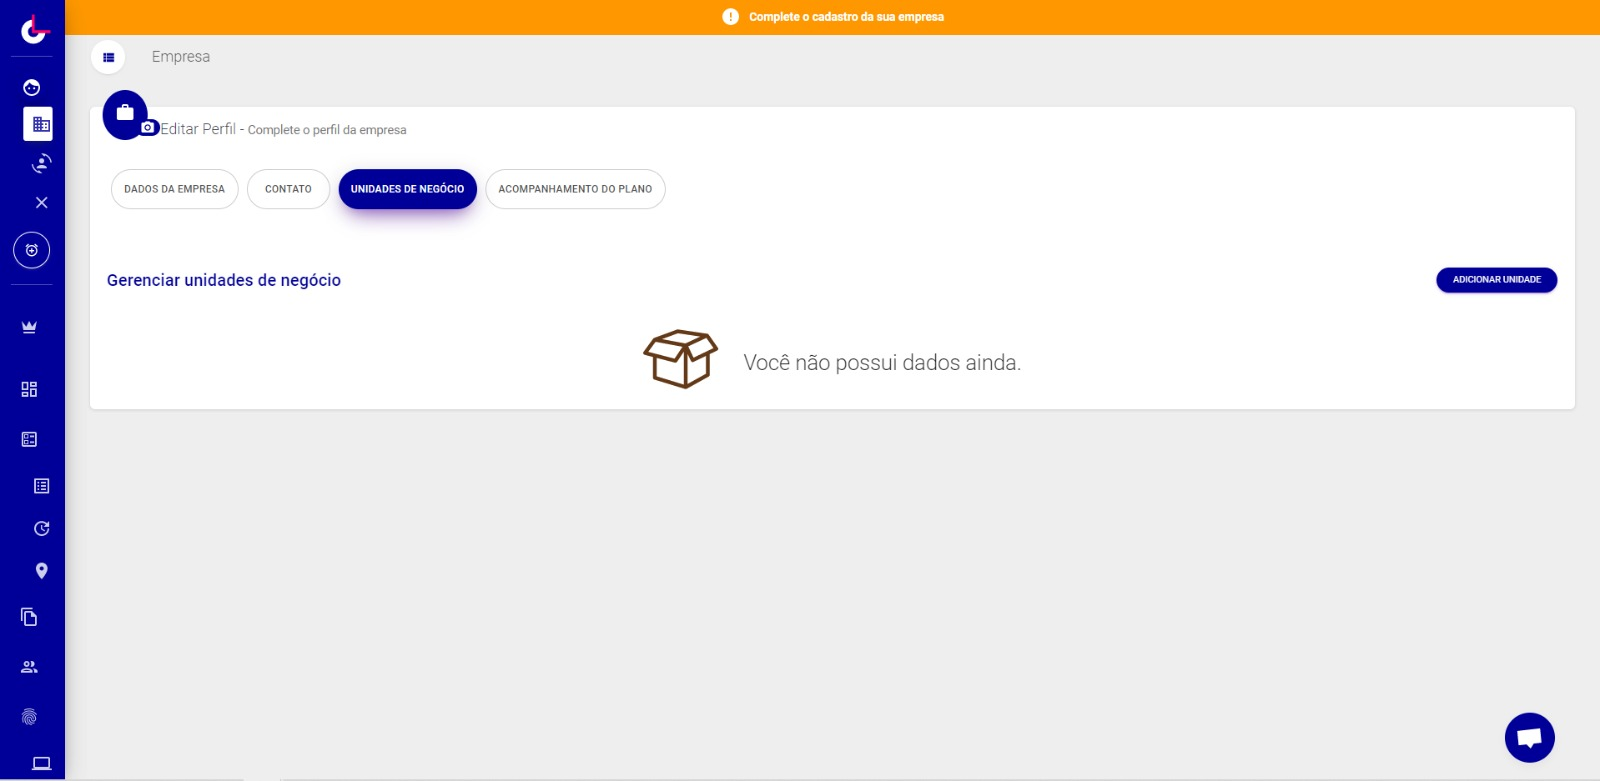 Complete o cadastro da sua empresa
Empresa
Editar Perfil - Complete o perfil da empresa
DADOS DA EMPRESA
CONTATO
UNIDADES DE NEGÓCIO
ACOMPANHAMENTO DO PLANO
Gerenciar unidades de negócio
ADICIONAR UNIDADE
Você não possui dados ainda.